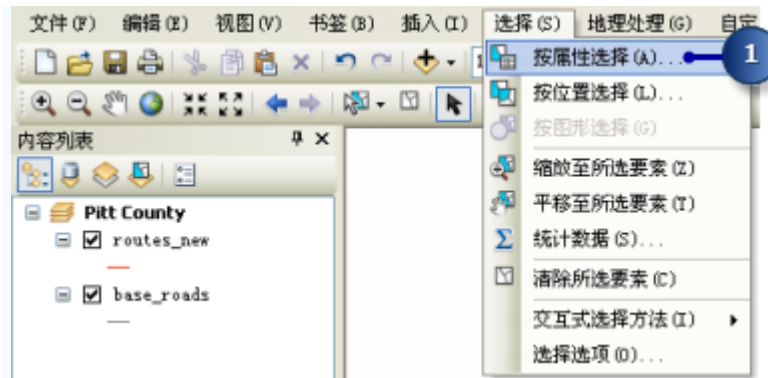 文件(F) 编辑(E) 视图(V) 书签(B) 插入(I) 选择(S) 地理处理(G) 自定
按属性选择(A)... 1
按位置选择(L)...
按图形选择(G)
内容列表
缩放至所选要素(Z)
平移至所选要素(T)
Pitt County
routes_new
统计数据(S)...
清除所选要素(C)
base_roads
交互式选择方法(I)
选择选项(O)...